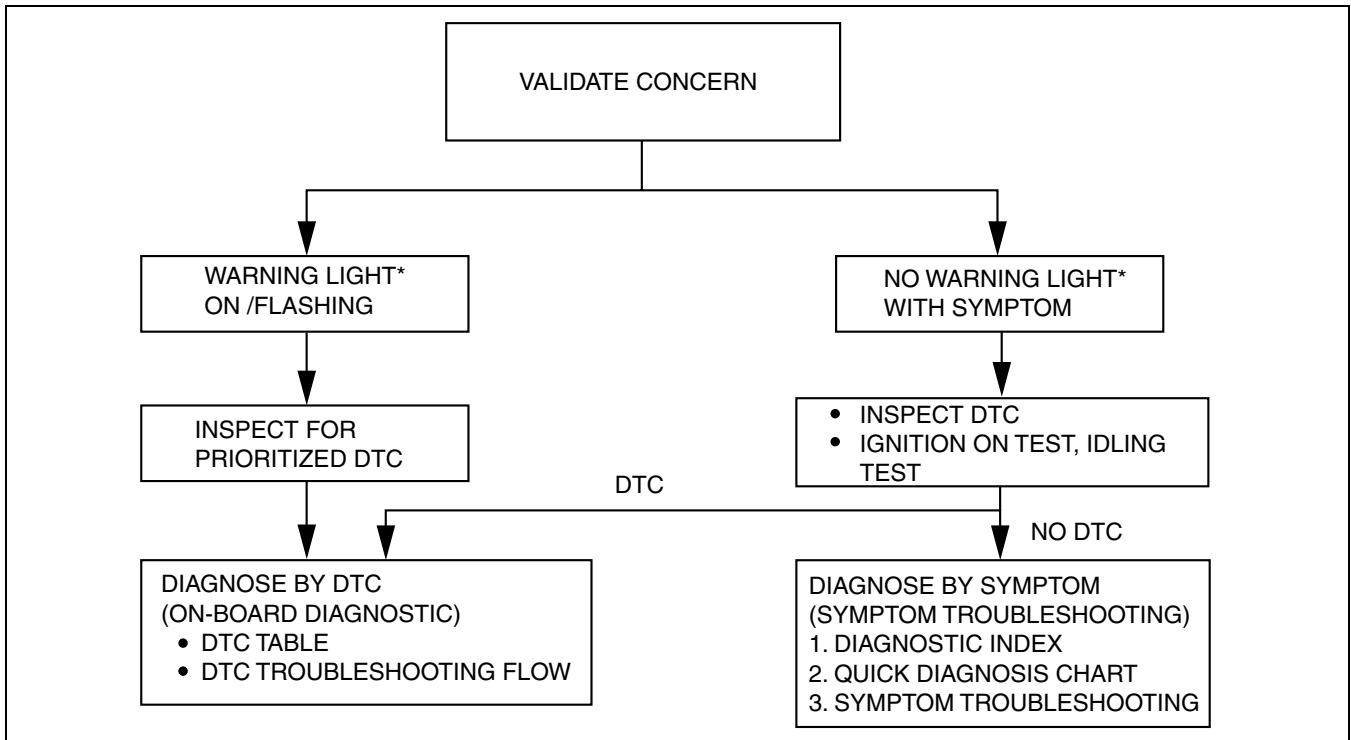 VALIDATE CONCERN
WARNING LIGHT*
ON /FLASHING
NO WARNING LIGHT*
WITH SYMPTOM
INSPECT FOR
PRIORITIZED DTC
• INSPECT DTC
• IGNITION ON TEST, IDLING
TEST
DTC
NO DTC
DIAGNOSE BY DTC
(ON-BOARD DIAGNOSTIC)
• DTC TABLE
• DTC TROUBLESHOOTING FLOW
DIAGNOSE BY SYMPTOM
(SYMPTOM TROUBLESHOOTING)
1. DIAGNOSTIC INDEX
2. QUICK DIAGNOSIS CHART
3. SYMPTOM TROUBLESHOOTING